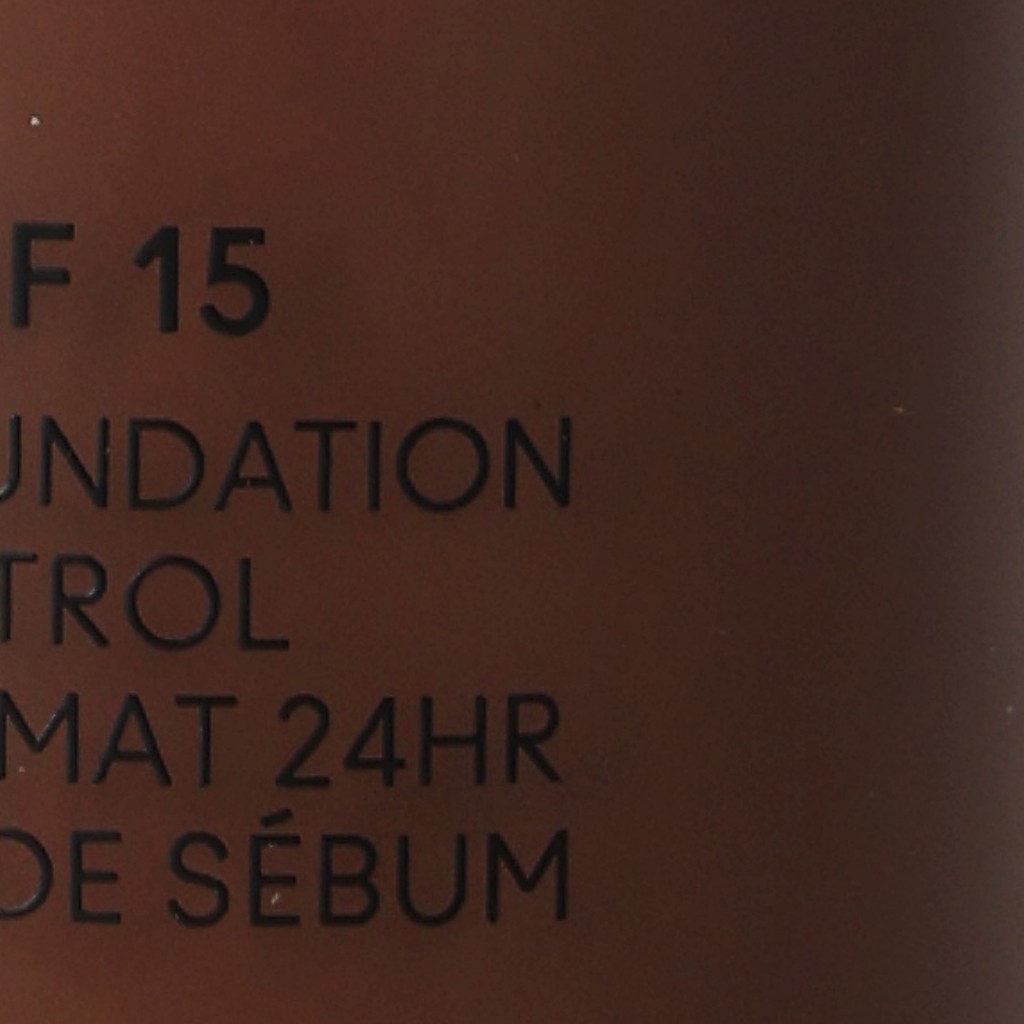 F 15
UNDATION
TROL
MAT 24HR
DE SÉBUM